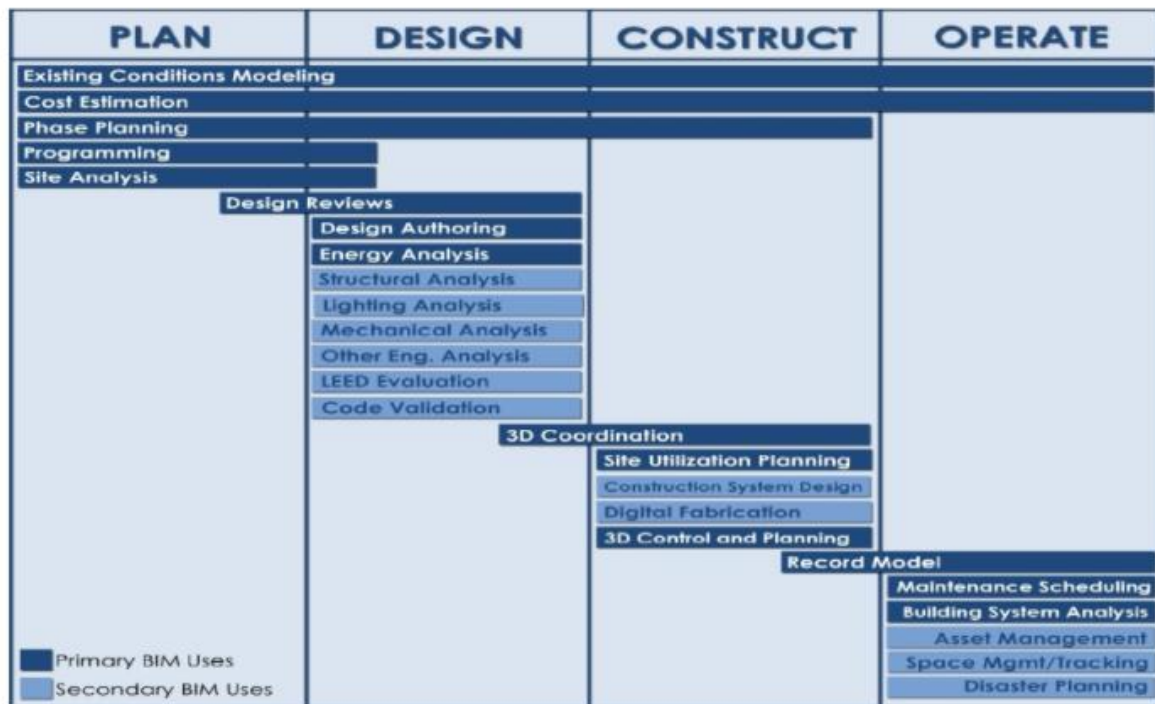 PLAN DESIGN CONSTRUCT OPERATE
Existing Conditions Modeling
Cost Estimation
Phase Planning
Programming
Site Analysis
Design Reviews
Design Authoring
Energy Analysis
Structural Analysis
Lighting Analysis
Mechanical Analysis
Other Eng. Analysis
LEED Evaluation
Code Validation
3D Coordination
Site Utilization Planning
Construction System Design
Digital Fabrication
3D Control and Planning
Record Model
Maintenance Scheduling
Building System Analysis
Asset Management
Space Mgmt/Tracking
Disaster Planning
Primary BIM Uses
Secondary BIM Uses